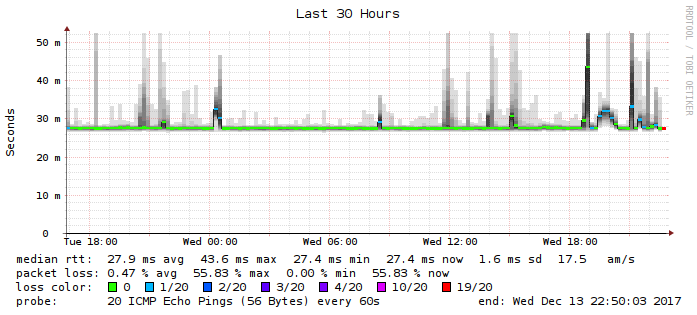 Last 30 Hours
RRDTOOL / TOBI OETIKER
Seconds
50 m
40 m
30 m
20 m
10 m
0
Tue 18:00 Wed 00:00 Wed 06:00 Wed 12:00 Wed 18:00
median rtt: 27.9 ms avg 43.6 ms max 27.4 ms min 27.4 ms now 1.6 ms sd 17.5 am/s
packet loss: 0.47 % avg 55.83 % max 0.00 % min 55.83 % now
loss color: 0 1/20 2/20 3/20 4/20 10/20 19/20
probe: 20 ICMP Echo Pings (56 Bytes) every 60s end: Wed Dec 13 22:50:03 2017